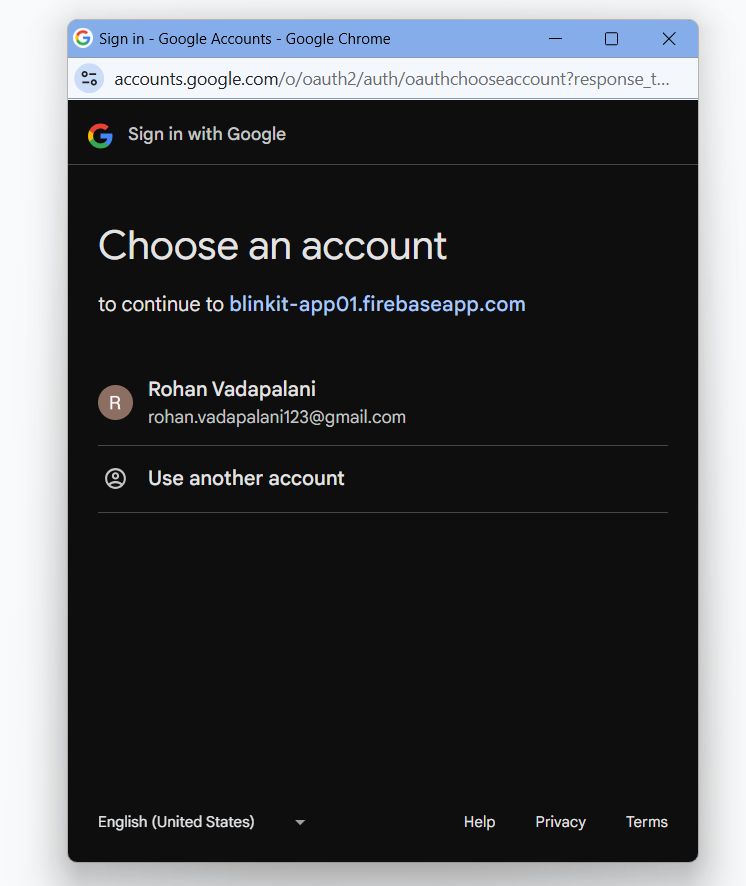 Sign in - Google Accounts - Google Chrome
accounts.google.com/o/oauth2/auth/oauthchooseaccount?response_t...
Sign in with Google
Choose an account
to continue to blinkit-app01.firebaseapp.com
R
Rohan Vadapalani
rohan.vadapalani123@gmail.com
Use another account
English (United States) Help Privacy Terms